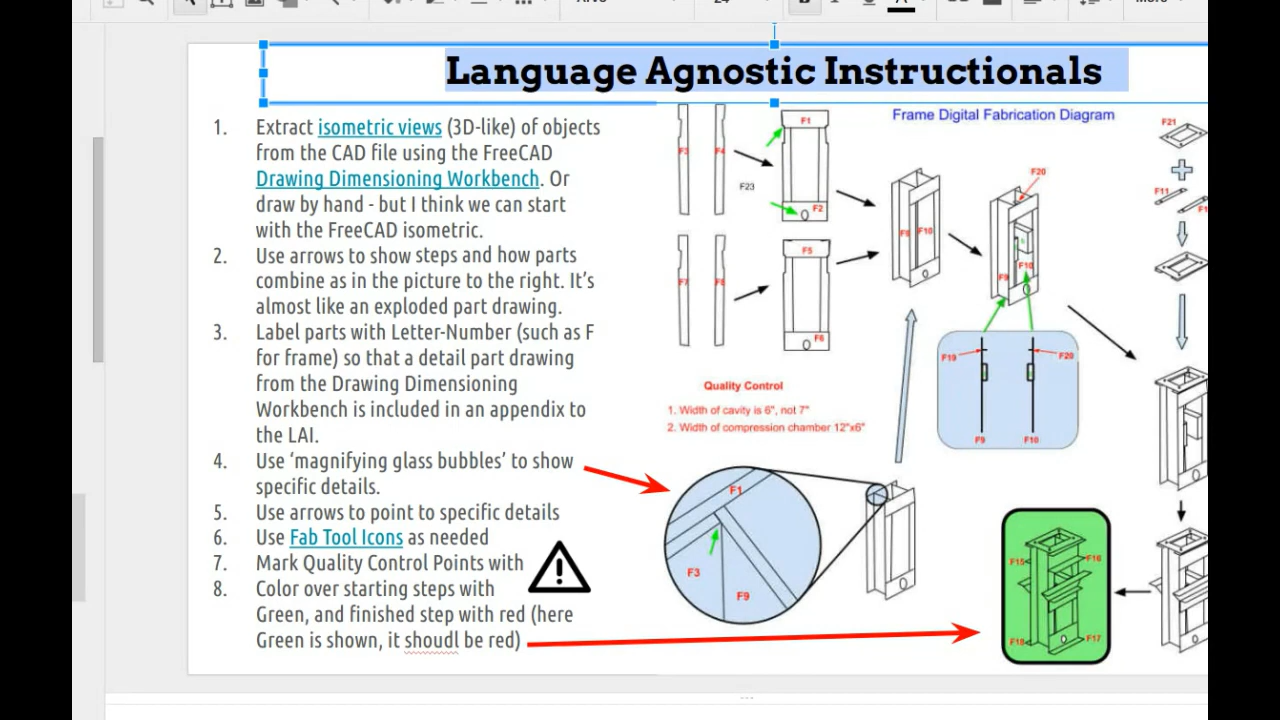 Language Agnostic Instructionals
1. Extract isometric views (3D-like) of objects
from the CAD file using the FreeCAD
Drawing Dimensioning Workbench. Or
draw by hand - but I think we can start
with the FreeCAD isometric.
2. Use arrows to show steps and how parts
combine as in the picture to the right. It's
almost like an exploded part drawing.
3. Label parts with Letter-Number (such as F
for frame) so that a detail part drawing
from the Drawing Dimensioning
Workbench is included in an appendix to
the LAI.
4. Use ‘magnifying glass bubbles’ to show
specific details.
5. Use arrows to point to specific details
6. Use Fab Tool Icons as needed
7. Mark Quality Control Points with
8. Color over starting steps with
Green, and finished step with red (here
Green is shown, it shoudl be red)
Frame Digital Fabrication Diagram
F1
F3
F4
F23
F2
F5
F7
F6
F10
F20
F9
F10
F21
F11
F19
F20
F9
F10
Quality Control
1. Width of cavity is 6", not 7"
2. Width of compression chamber 12"x6"
F1
F3
F9
F15
F16
F18
F17